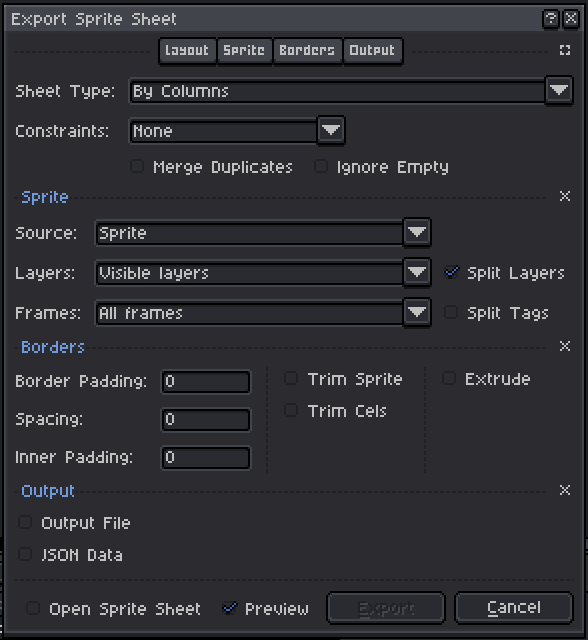 Export Sprite Sheet ? X
Layout Sprite Borders Output
Sheet Type: By Columns
Constraints: None
Merge Duplicates Ignore Empty
Sprite
Source: Sprite
Layers: Visible layers Split Layers
Frames: All frames Split Tags
Borders
Border Padding: 0 Trim Sprite Extrude
Spacing: 0 Trim Cels
Inner Padding: 0
Output
Output File
JSON Data
Open Sprite Sheet Preview Export Cancel